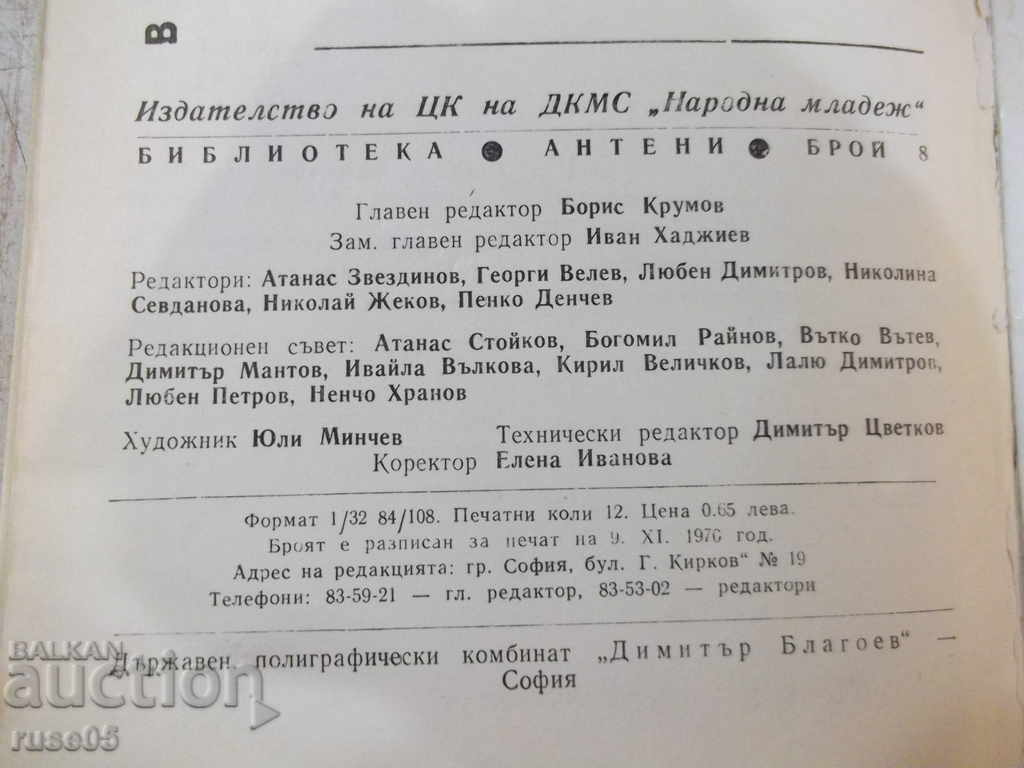 В
Издателство на ЦК на ДКМС „Народна младеж“
БИБЛИОТЕКА ● АНТЕНИ ● БРОЙ 8
Главен редактор Борис Крумов
Зам. главен редактор Иван Хаджиев
Редактори: Атанас Звездинов, Георги Велев, Любен Димитров, Николина
Севданова, Николай Жеков, Пенко Денчев
Редакционен съвет: Атанас Стойков, Богомил Райнов, Вътко Вътев,
Димитър Мантов, Ивайла Вълкова, Кирил Величков, Лалю Димитров,
Любен Петров, Ненчо Хранов
Художник Юли Минчев Технически редактор Димитър Цветков
Коректор Елена Иванова
Формат 1/32 84/108. Печатни коли 12. Цена 0.65 лева.
Броят е разписан за печат на 9. XI. 1976 год.
Адрес на редакцията: гр. София, бул. Г. Кирков“ № 19
Телефони: 83-59-21 — гл. редактор, 83-53-02 — редактори
Държавен полиграфически комбинат „Димитър Благоев“ —
София
BALKAN
auction
ruse05